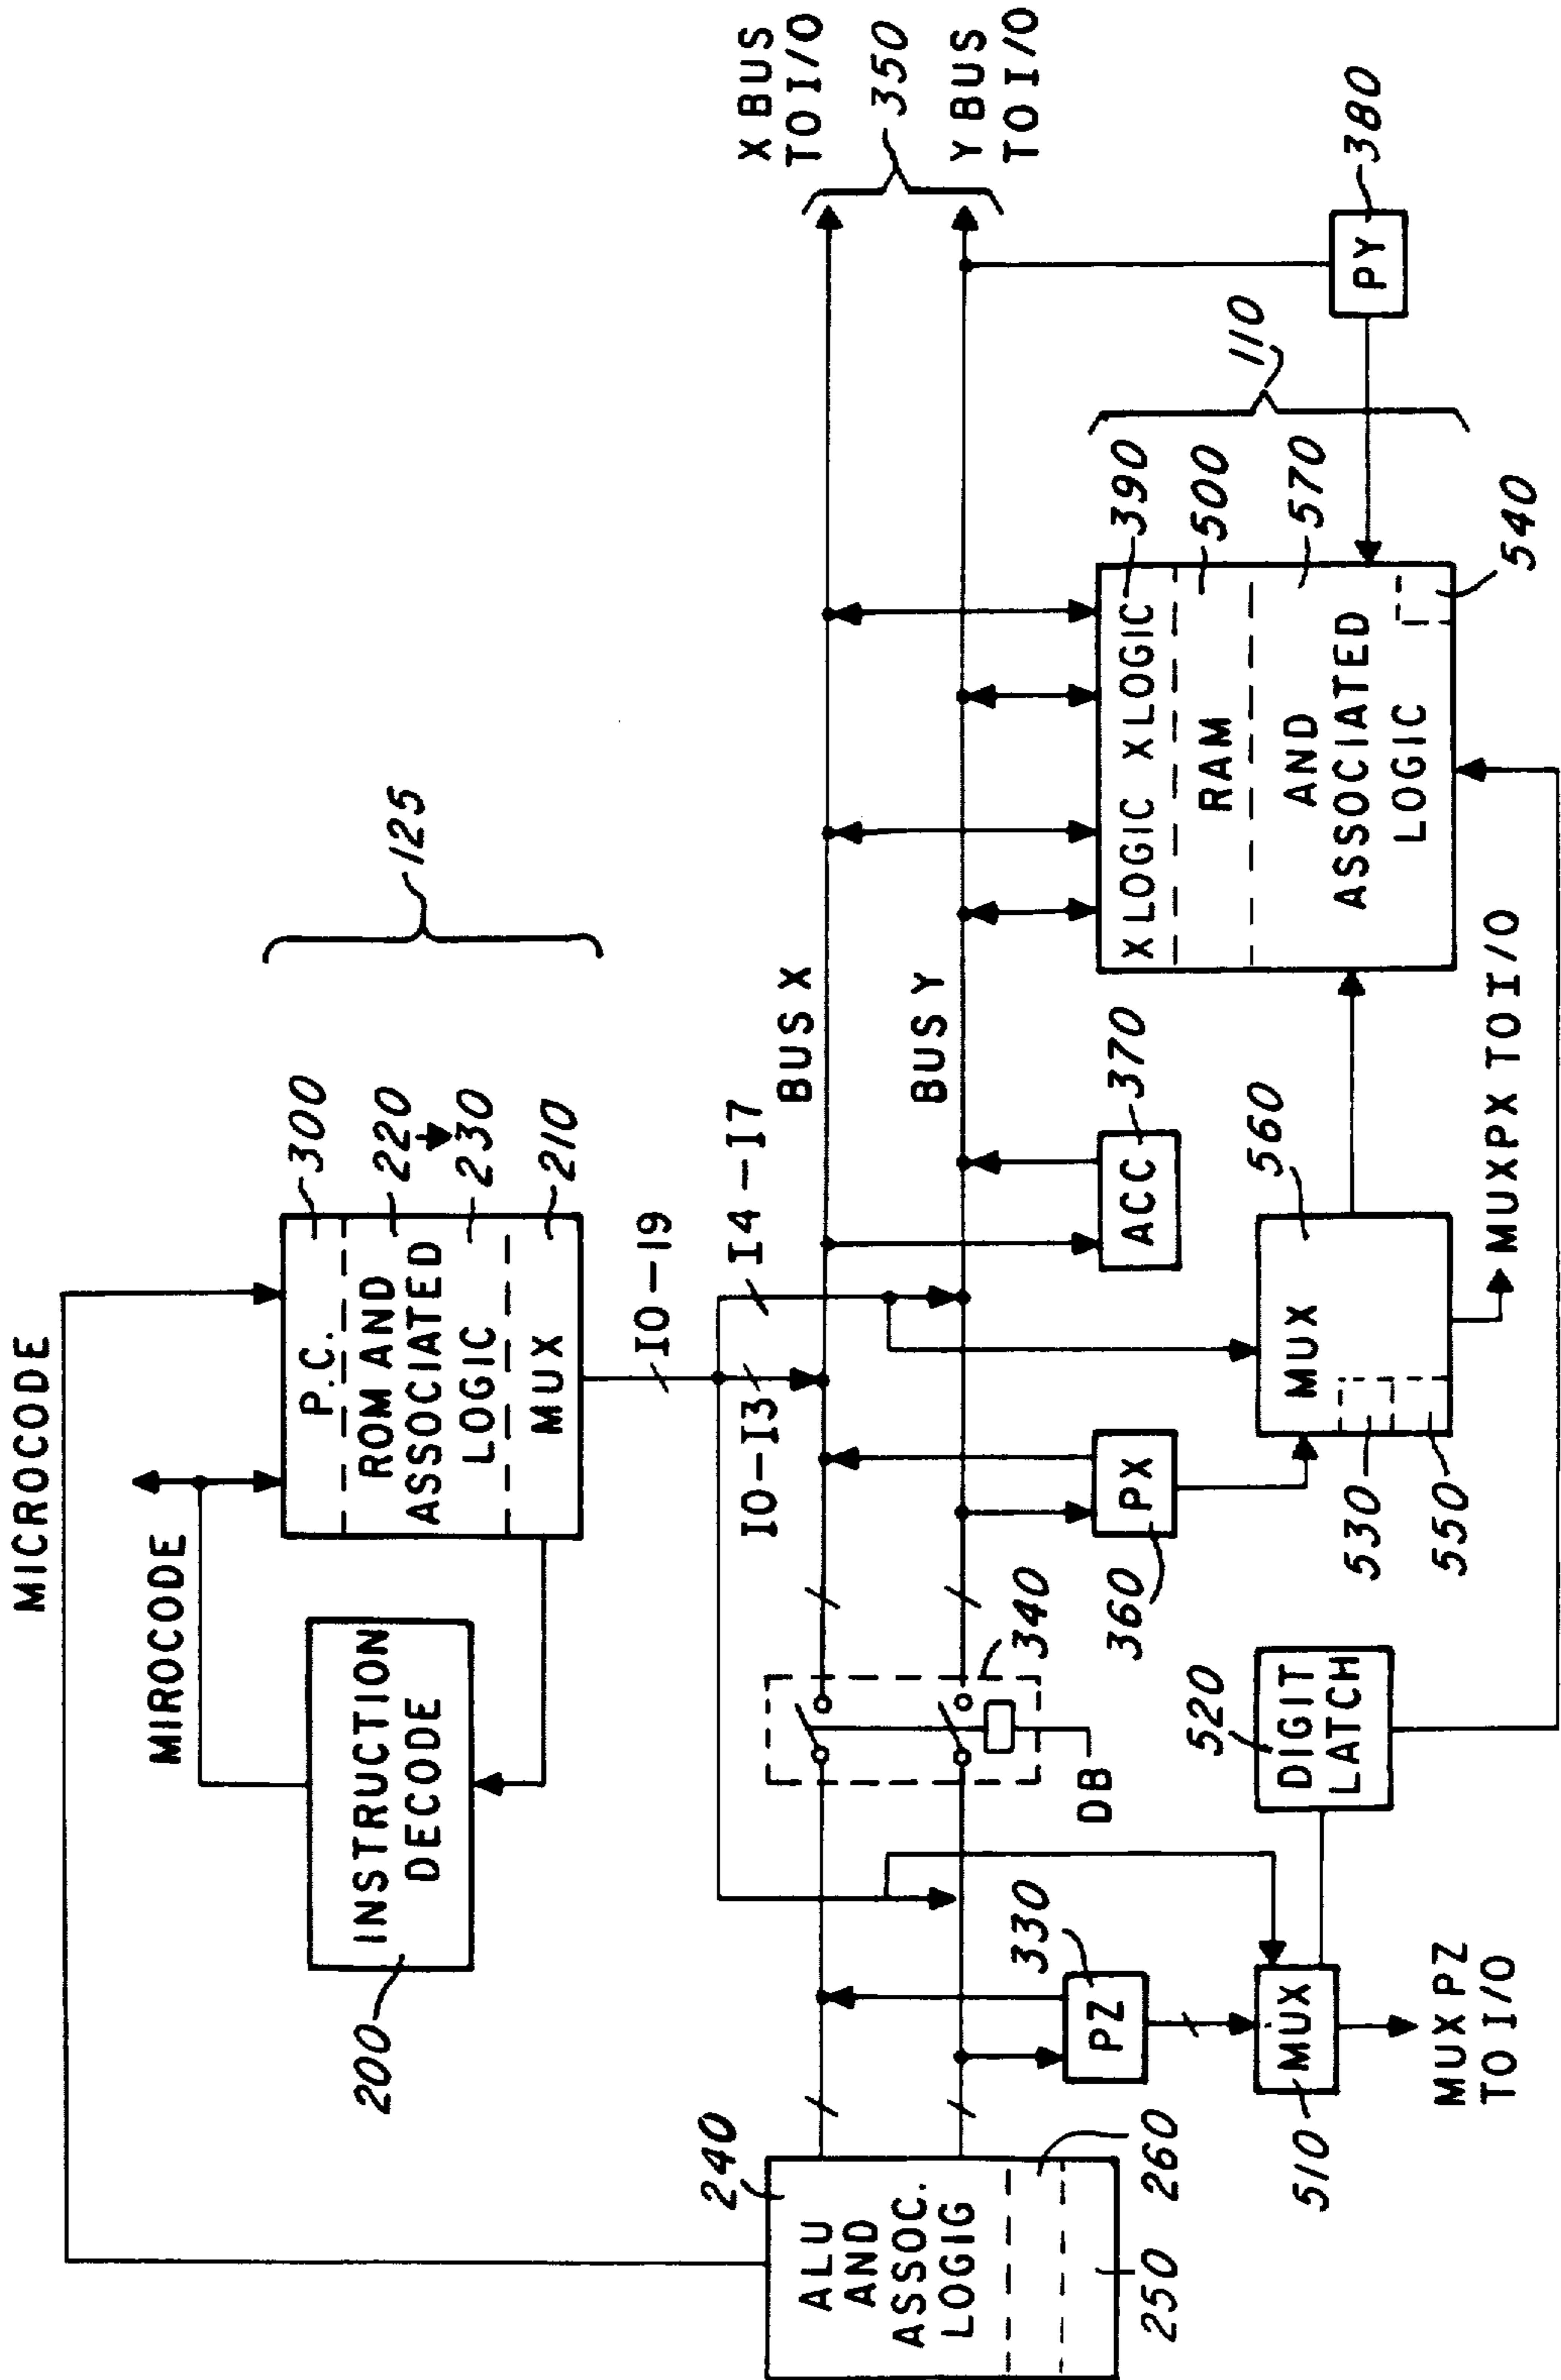 MICROCODE
MIROCODE
INSTRUCTION
DECODE
200
P.C.
ROM AND
ASSOCIATED
LOGIC
MUX
300
220
230
210
125
I0-I9
I0-I3
I4-I7
BUS X
BUS Y
X BUS
TO I/O
350
Y BUS
TO I/O
240
ALU
AND
ASSOC.
LOGIG
260
250
PZ
330
MUX
510
MUX PZ
TO I/O
DIGIT
LATCH
520
DB
340
PX
360
ACC
370
MUX
560
530
550
MUXPX TO I/O
X LOGIC X LOGIC
RAM
AND
ASSOCIATED
LOGIC
390
500
570
540
110
PY
380